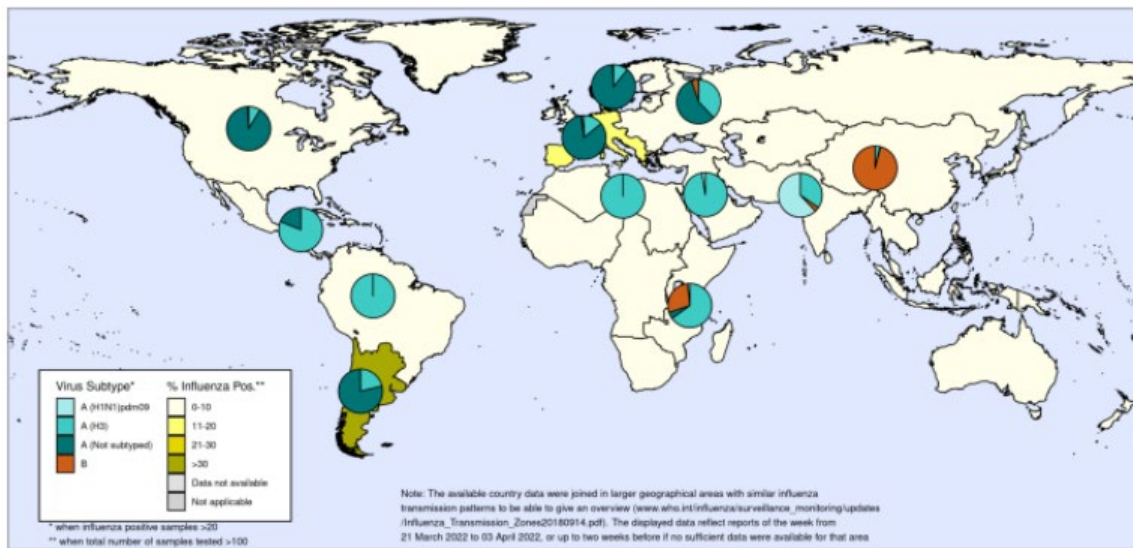 Virus Subtype*
A (H1N1)pdm09
A (H3)
A (Not subtyped)
B
% Influenza Pos.**
0-10
11-20
21-30
>30
Data not available
Not applicable
* when influenza positive samples >20
** when total number of samples tested >100
Note: The available country data were joined in larger geographical areas with similar influenza
transmission patterns to be able to give an overview (www.whs.int/influenza/surveillance_monitoring/updates
/Influenza_Transmission_Zones20180914.pdf). The displayed data reflect reports of the week from
21 March 2022 to 03 April 2022, or up to two weeks before if no sufficient data were available for that area